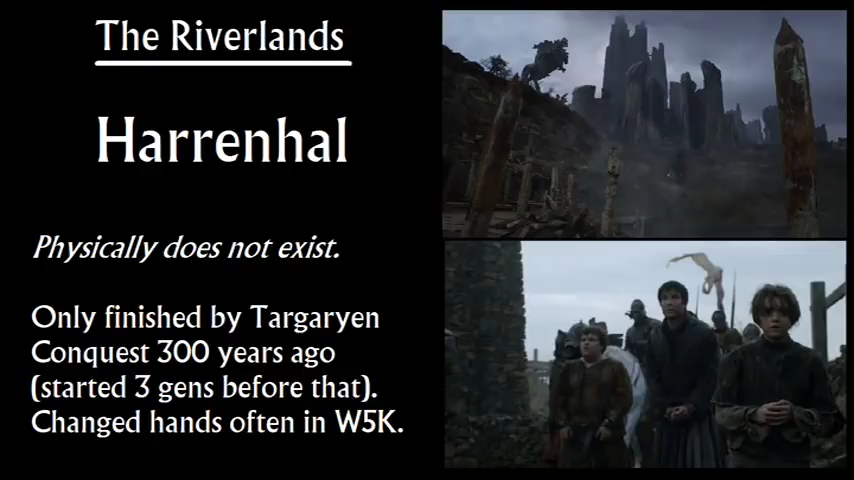 The Riverlands
Harrenhal
Physically does not exist.
Only finished by Targaryen
Conquest 300 years ago
(started 3 gens before that).
Changed hands often in W5K.